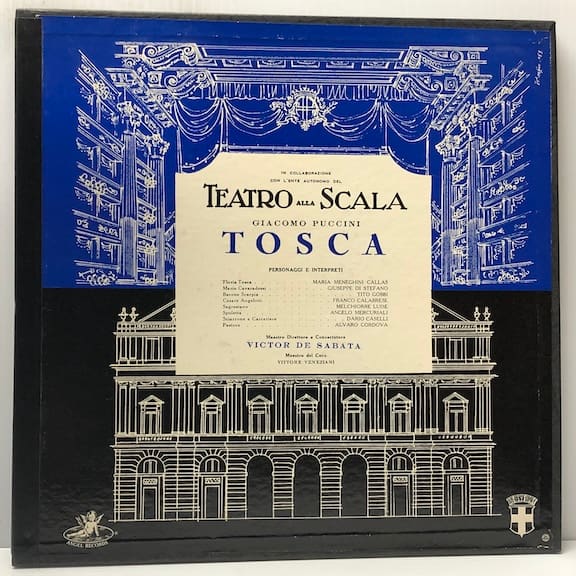 IN COLLABORAZIONE
CON L'ENTE AUTONOMO DEL
TEATRO ALLA SCALA
GIACOMO PUCCINI
TOSCA
PERSONAGGI E INTERPRETI
Floria Tosca . MARIA MENEGHINI CALLAS
Mario Cavaradossi . GIUSEPPE DI STEFANO
Barone Scarpia . TITO GOBBI
Cesare Angelotti . FRANCO CALABRESE
Sagrestano . MELCHIORRE LUISE
Spoletta . ANGELO MERCURIALI
Sciarrone e Carceriere . DARIO CASELLI
Pastore . ALVARO CORDOVA
Maestro Direttore e Concertatore
VICTOR DE SABATA
Maestro del Coro
VITTORE VENEZIANI
ANGEL RECORDS